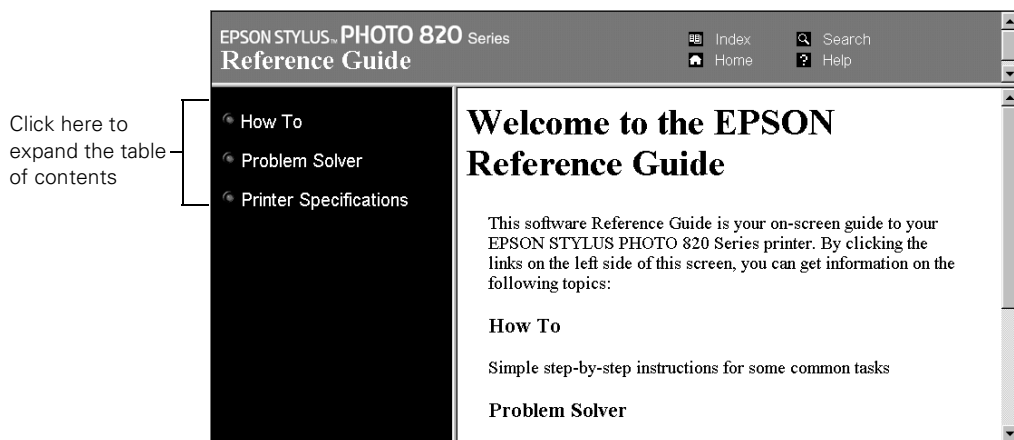 EPSON STYLUS™ PHOTO 820 Series
Reference Guide
Index
Search
Home
Help
Click here to
expand the table
of contents
How To
Problem Solver
Printer Specifications
Welcome to the EPSON
Reference Guide
This software Reference Guide is your on-screen guide to your
EPSON STYLUS PHOTO 820 Series printer. By clicking the
links on the left side of this screen, you can get information on the
following topics:
How To
Simple step-by-step instructions for some common tasks
Problem Solver